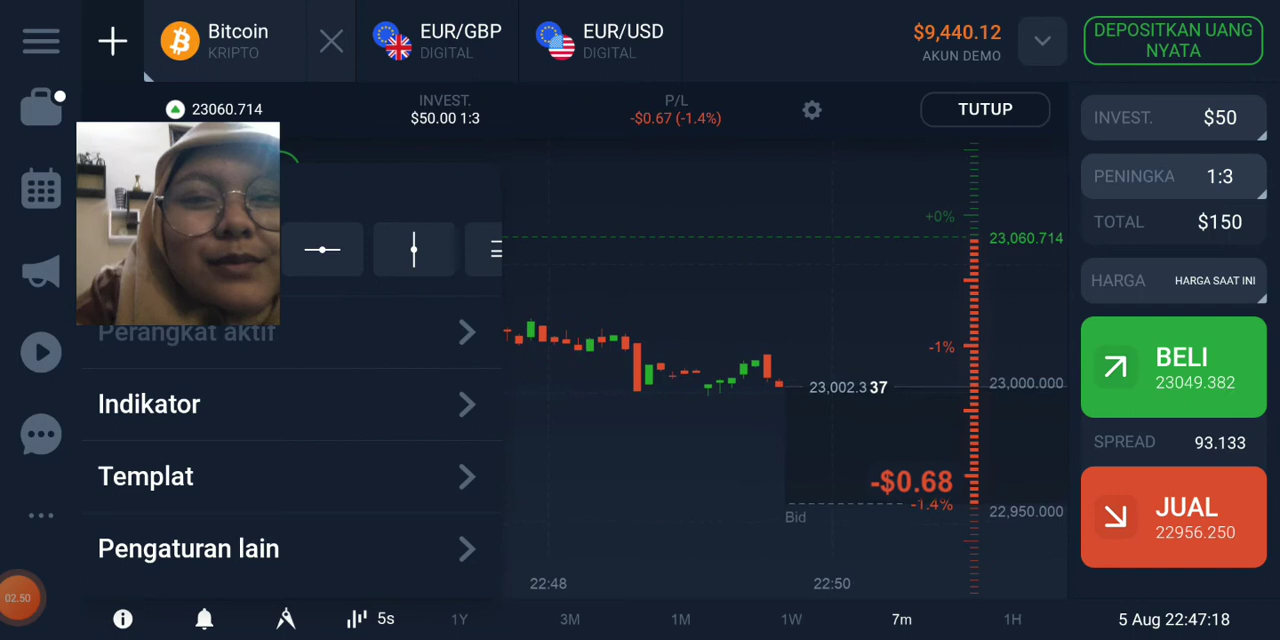 Bitcoin
KRIPTO
EUR/GBP
DIGITAL
EUR/USD
DIGITAL
$9,440.12
AKUN DEMO
DEPOSITKAN UANG
NYATA
23060.714
INVEST.
$50.00 1:3
P/L
-$0.67 (-1.4%)
TUTUP
INVEST. $50
PENINGKA 1:3
TOTAL $150
HARGA HARGA SAAT INI
BELI
23049.382
SPREAD 93.133
JUAL
22956.250
Perangkat aktif
Indikator
Templat
Pengaturan lain
+0%
23,060.714
-1%
23,002.337
23,000.000
-$0.68
-1.4%
Bid
22,950.000
22:48
22:50
02.50
5s
1Y
3M
1M
1W
7m
1H
5 Aug 22:47:18